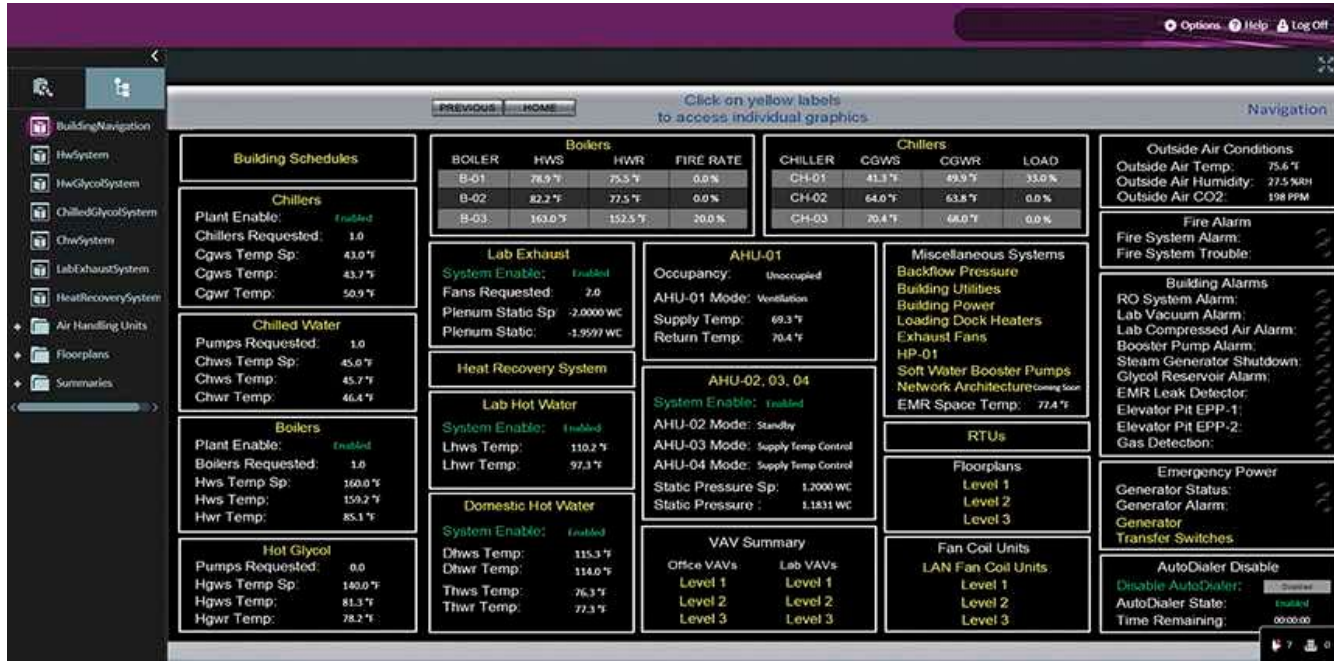 Options Help Log Off
PREVIOUS HOME
Click on yellow labels
to access individual graphics
Navigation
BuildingNavigation
HwSystem
HwGlycolSystem
ChilledGlycolSystem
ChwSystem
LabExhaustSystem
HeatRecoverySystem
Air Handling Units
Floorplans
Summaries
Building Schedules
Chillers
Plant Enable: Enabled
Chillers Requested: 1.0
Cgws Temp Sp: 43.0 °F
Cgws Temp: 43.7 °F
Cgwr Temp: 50.9 °F
Chilled Water
Pumps Requested: 1.0
Chws Temp Sp: 45.0 °F
Chws Temp: 45.7 °F
Chwr Temp: 46.4 °F
Boilers
Plant Enable: Enabled
Boilers Requested: 1.0
Hws Temp Sp: 160.0 °F
Hws Temp: 159.2 °F
Hwr Temp: 85.1 °F
Hot Glycol
Pumps Requested: 0.0
Hgws Temp Sp: 140.0 °F
Hgws Temp: 81.3 °F
Hgwr Temp: 78.2 °F
Boilers
BOILER HWS HWR FIRE RATE
B-01 78.9 °F 75.5 °F 0.0 %
B-02 82.2 °F 77.5 °F 0.0 %
B-03 163.0 °F 152.5 °F 20.0 %
Chillers
CHILLER CGWS CGWR LOAD
CH-01 41.3 °F 49.9 °F 33.0 %
CH-02 64.0 °F 63.8 °F 0.0 %
CH-03 70.4 °F 68.0 °F 0.0 %
Lab Exhaust
System Enable: Enabled
Fans Requested: 2.0
Plenum Static Sp: -2.0000 WC
Plenum Static: -1.9597 WC
Heat Recovery System
Lab Hot Water
System Enable: Enabled
Lhws Temp: 110.2 °F
Lhwr Temp: 97.3 °F
Domestic Hot Water
System Enable: Enabled
Dhws Temp: 115.3 °F
Dhwr Temp: 114.0 °F
Thws Temp: 76.3 °F
Thwr Temp: 77.3 °F
AHU-01
Occupancy: Unoccupied
AHU-01 Mode: Ventilation
Supply Temp: 69.3 °F
Return Temp: 70.4 °F
AHU-02, 03, 04
System Enable: Enabled
AHU-02 Mode: Standby
AHU-03 Mode: Supply Temp Control
AHU-04 Mode: Supply Temp Control
Static Pressure Sp: 1.2000 WC
Static Pressure : 1.1831 WC
VAV Summary
Office VAVs Lab VAVs
Level 1 Level 1
Level 2 Level 2
Level 3 Level 3
Miscellaneous Systems
Backflow Pressure
Building Utilities
Building Power
Loading Dock Heaters
Exhaust Fans
HP-01
Soft Water Booster Pumps
Network Architecture Coming Soon
EMR Space Temp: 77.4 °F
RTUs
Floorplans
Level 1
Level 2
Level 3
Fan Coil Units
LAN Fan Coil Units
Level 1
Level 2
Level 3
Outside Air Conditions
Outside Air Temp: 75.6 °F
Outside Air Humidity: 27.5 %RH
Outside Air CO2: 198 PPM
Fire Alarm
Fire System Alarm:
Fire System Trouble:
Building Alarms
RO System Alarm:
Lab Vacuum Alarm:
Lab Compressed Air Alarm:
Booster Pump Alarm:
Steam Generator Shutdown:
Glycol Reservoir Alarm:
EMR Leak Detector:
Elevator Pit EPP-1:
Elevator Pit EPP-2:
Gas Detection:
Emergency Power
Generator Status:
Generator Alarm:
Generator
Transfer Switches
AutoDialer Disable
Disable AutoDialer:
AutoDialer State: Enabled
Time Remaining: 00:00:00
7 0